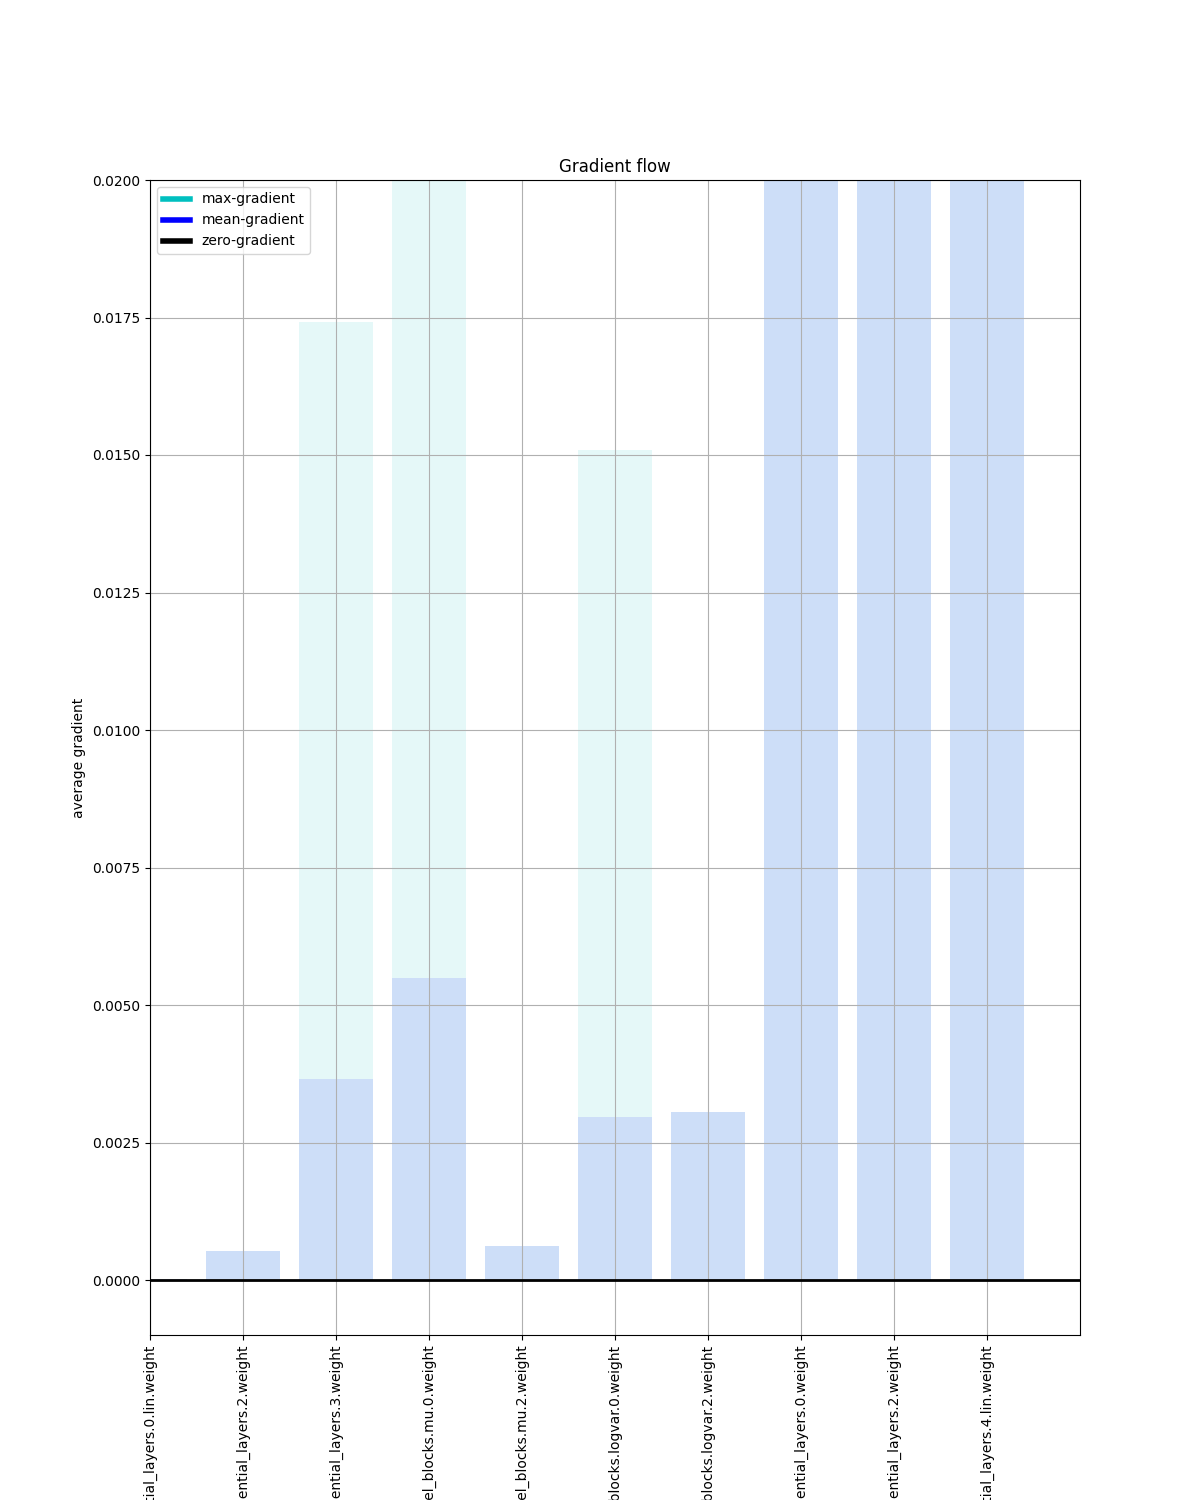 Gradient flow
max-gradient
mean-gradient
zero-gradient
0.0200
0.0175
0.0150
0.0125
0.0100
0.0075
0.0050
0.0025
0.0000
average gradient
tial_layers.0.lin.weight
ential_layers.2.weight
ential_layers.3.weight
el_blocks.mu.0.weight
el_blocks.mu.2.weight
blocks.logvar.0.weight
blocks.logvar.2.weight
ential_layers.0.weight
ential_layers.2.weight
tial_layers.4.lin.weight